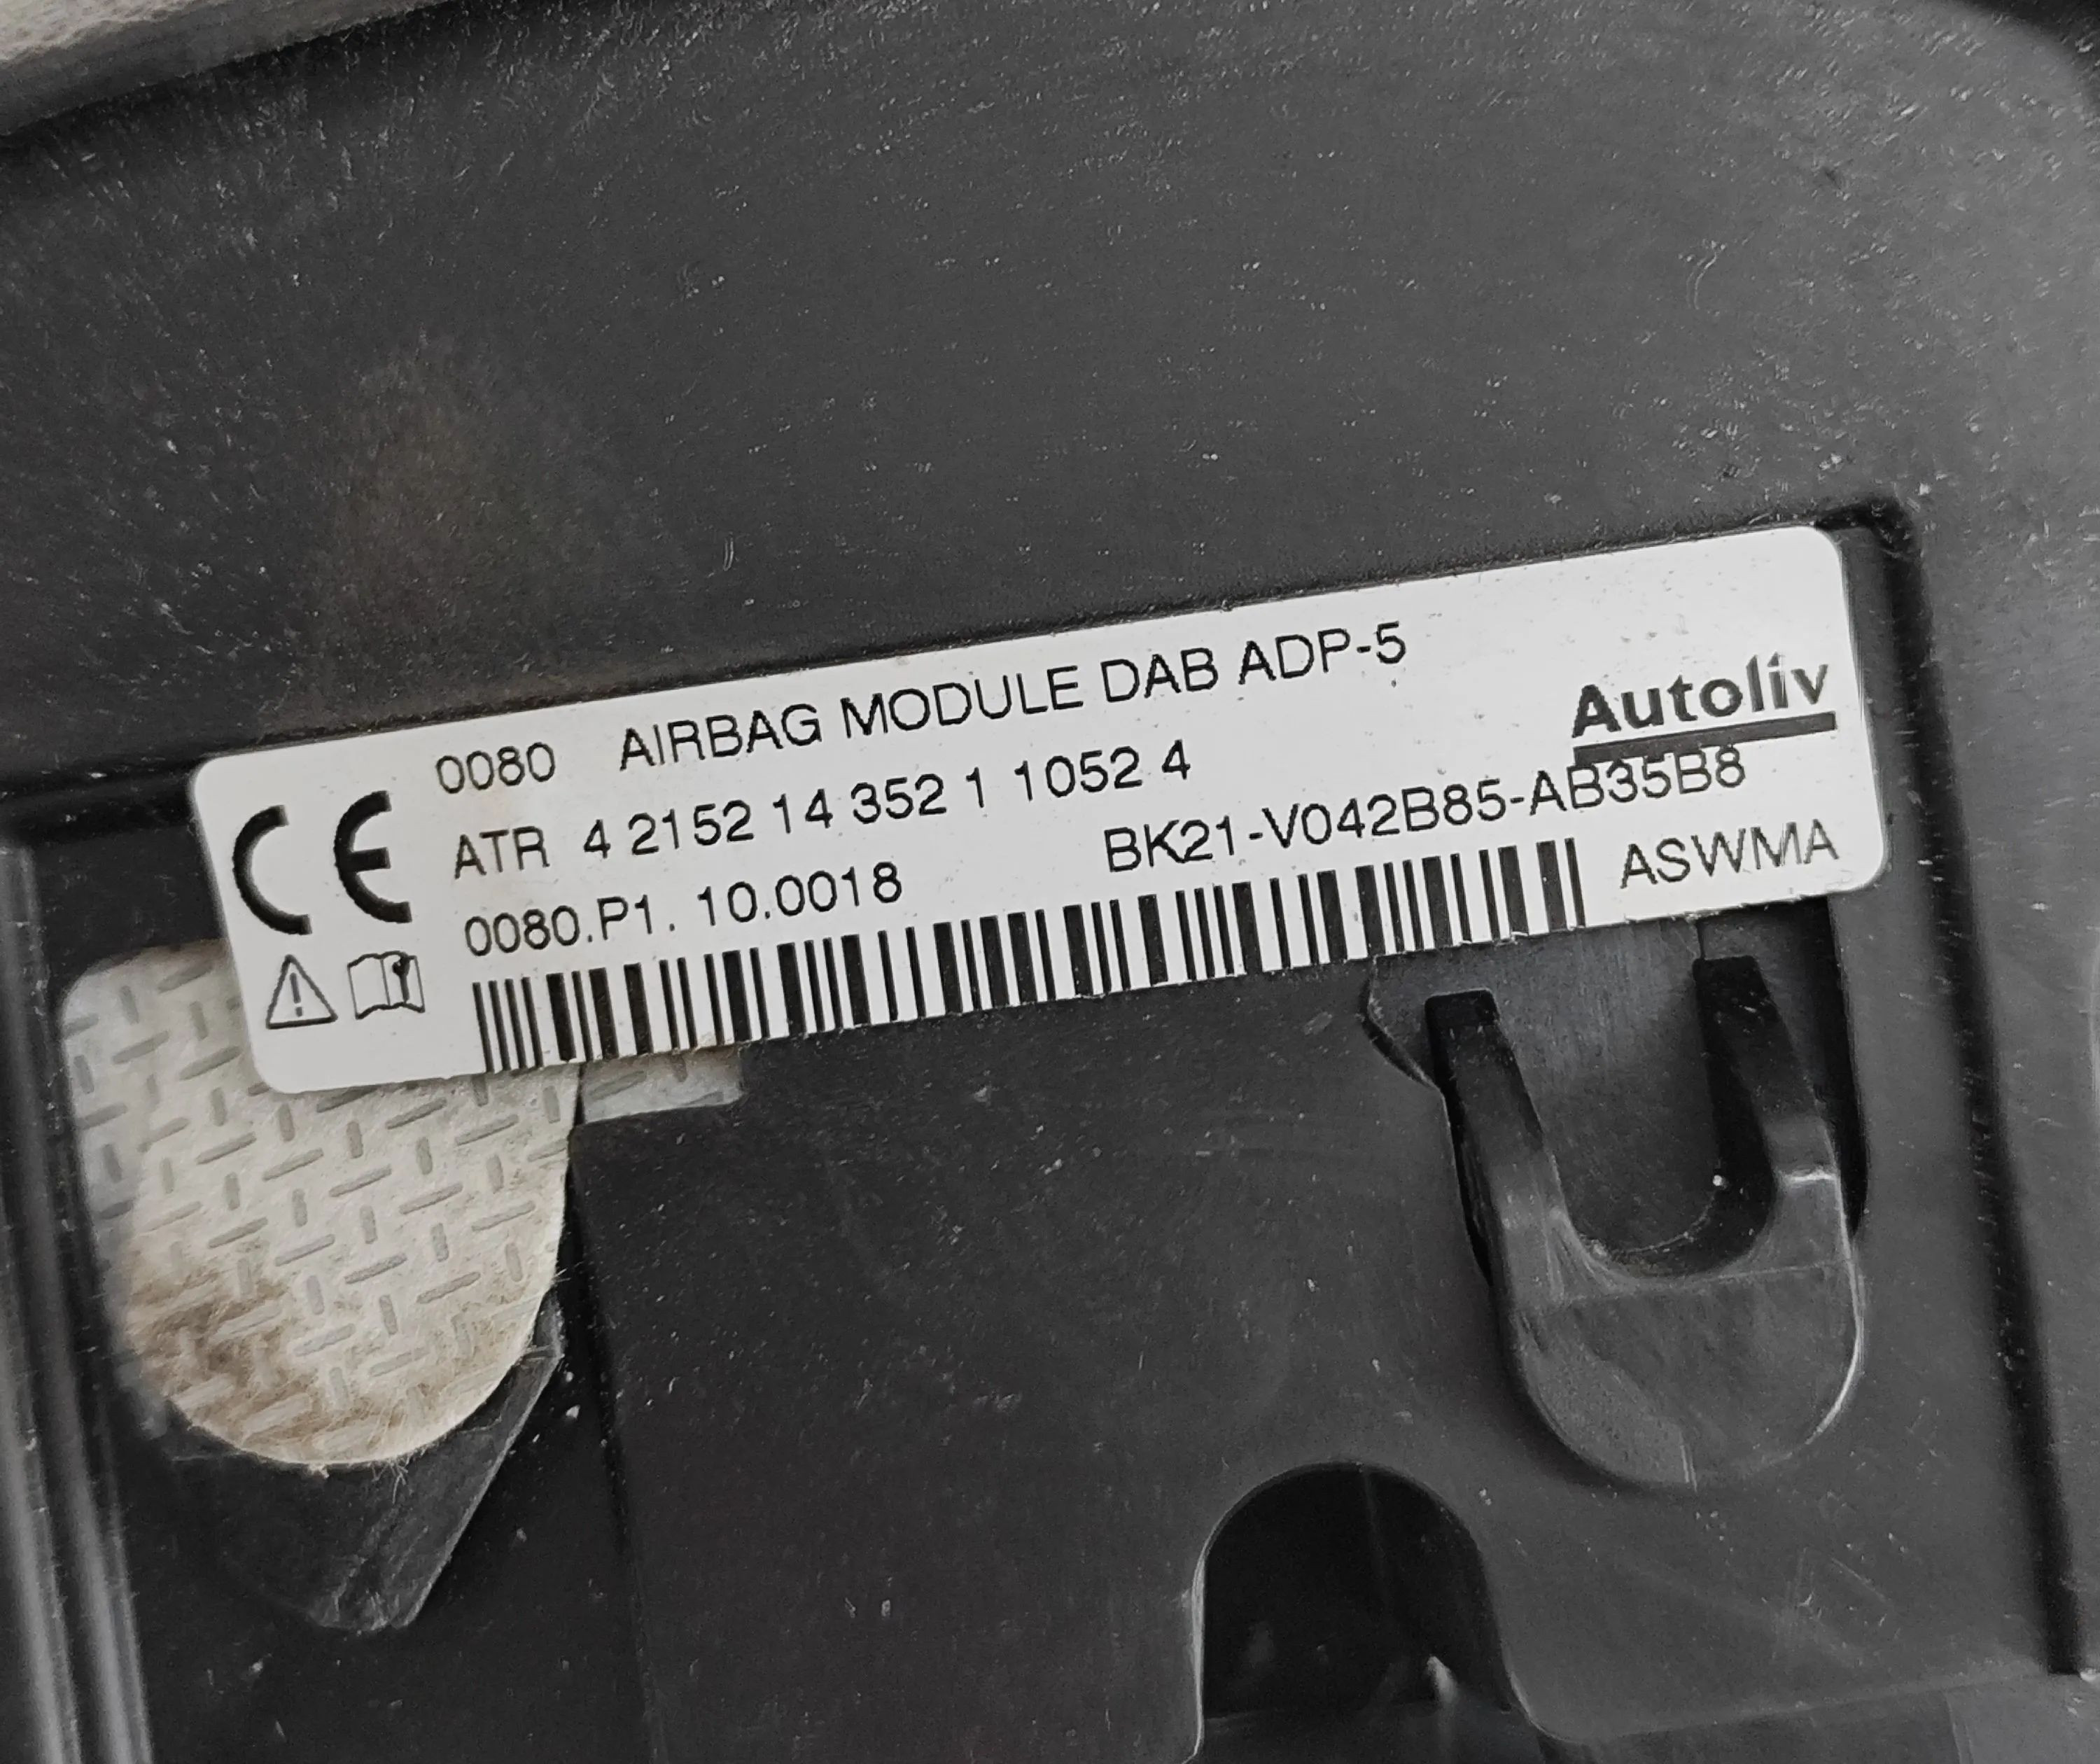 0080 AIRBAG MODULE DAB ADP-5
Autoliv
ATR 4 2152 14 352 1 1052 4
0080.P1. 10.0018 BK21-V042B85-AB35B8
ASWMA